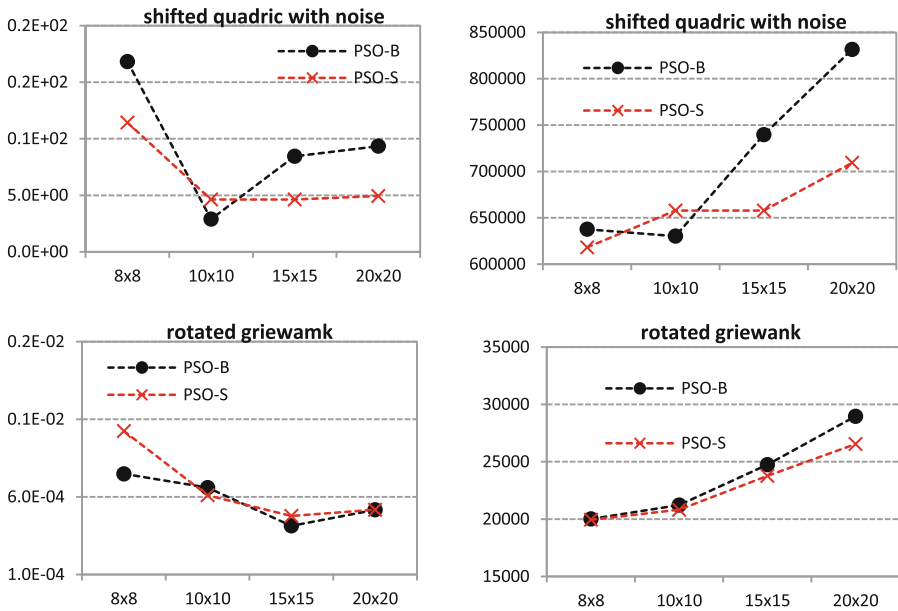 shifted quadric with noise
0.2E+02
0.2E+02
0.1E+02
5.0E+00
0.0E+00
PSO-B
PSO-S
8x8
10x10
15x15
20x20
shifted quadric with noise
850000
800000
750000
700000
650000
600000
PSO-B
PSO-S
8x8
10x10
15x15
20x20
rotated griewamk
0.2E-02
0.1E-02
6.0E-04
1.0E-04
PSO-B
PSO-S
8x8
10x10
15x15
20x20
rotated griewank
35000
30000
25000
20000
15000
PSO-B
PSO-S
8x8
10x10
15x15
20x20